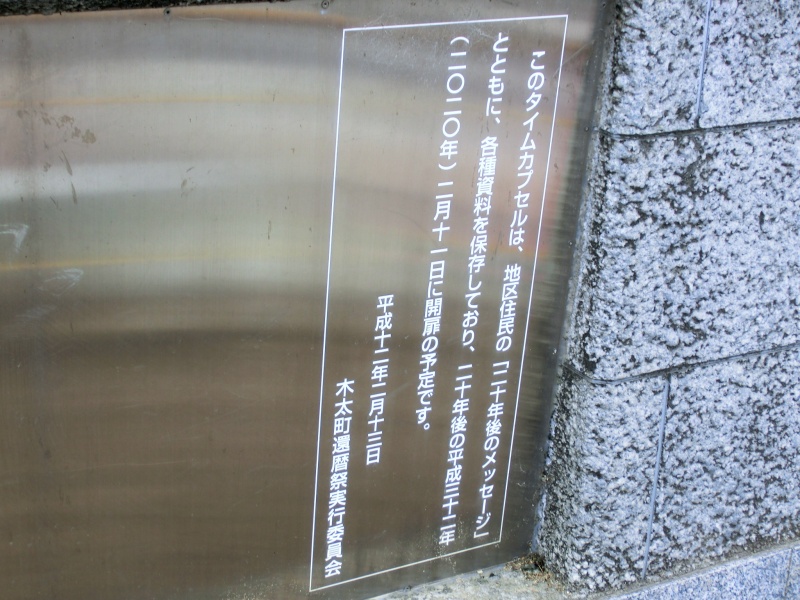 このタイムカプセルは、地区住民の「二十年後のメッセージ」
とともに、各種資料を保存しており、二十年後の平成三十二年
(二〇二〇年)二月十一日に開扉の予定です。
平成十二年二月十三日
木太町還暦祭実行委員会